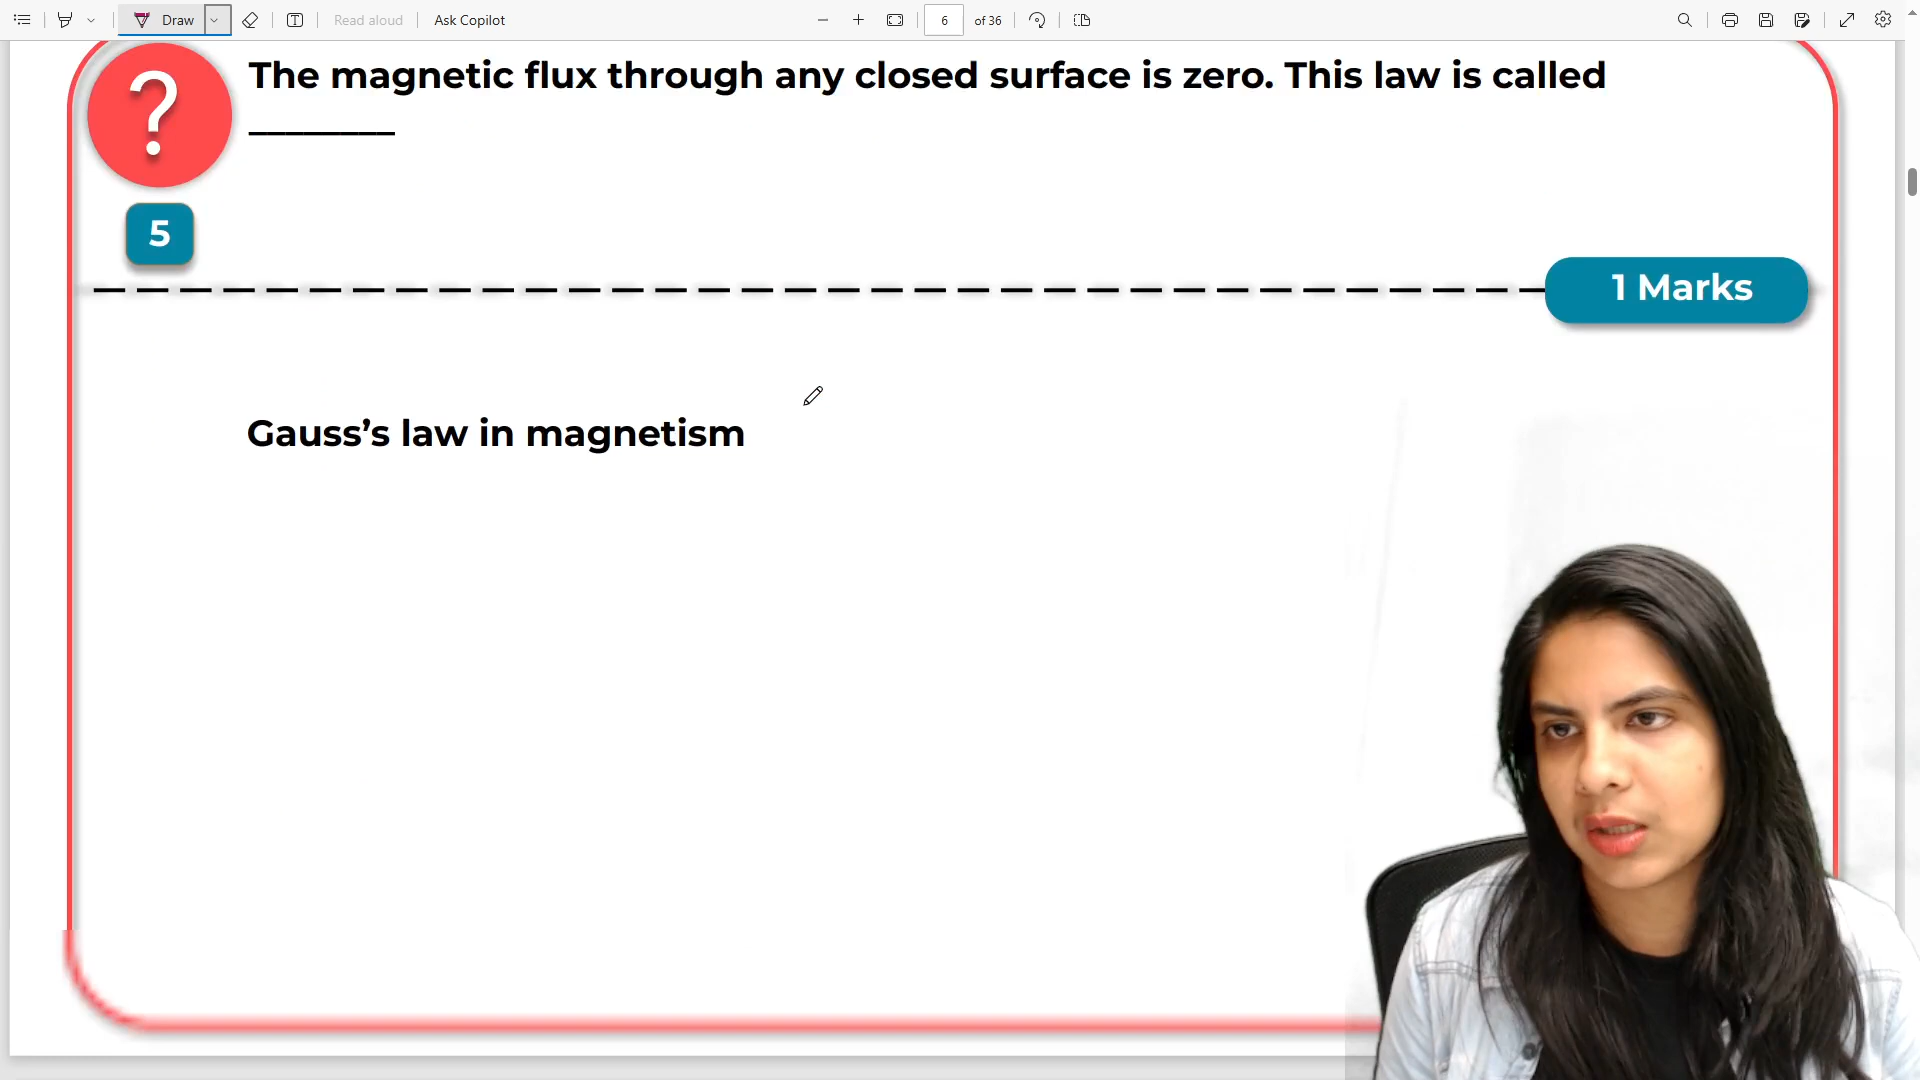 Draw
Read aloud
Ask Copilot
6
of 36
The magnetic flux through any closed surface is zero. This law is called
________
?
5
1 Marks
Gauss’s law in magnetism